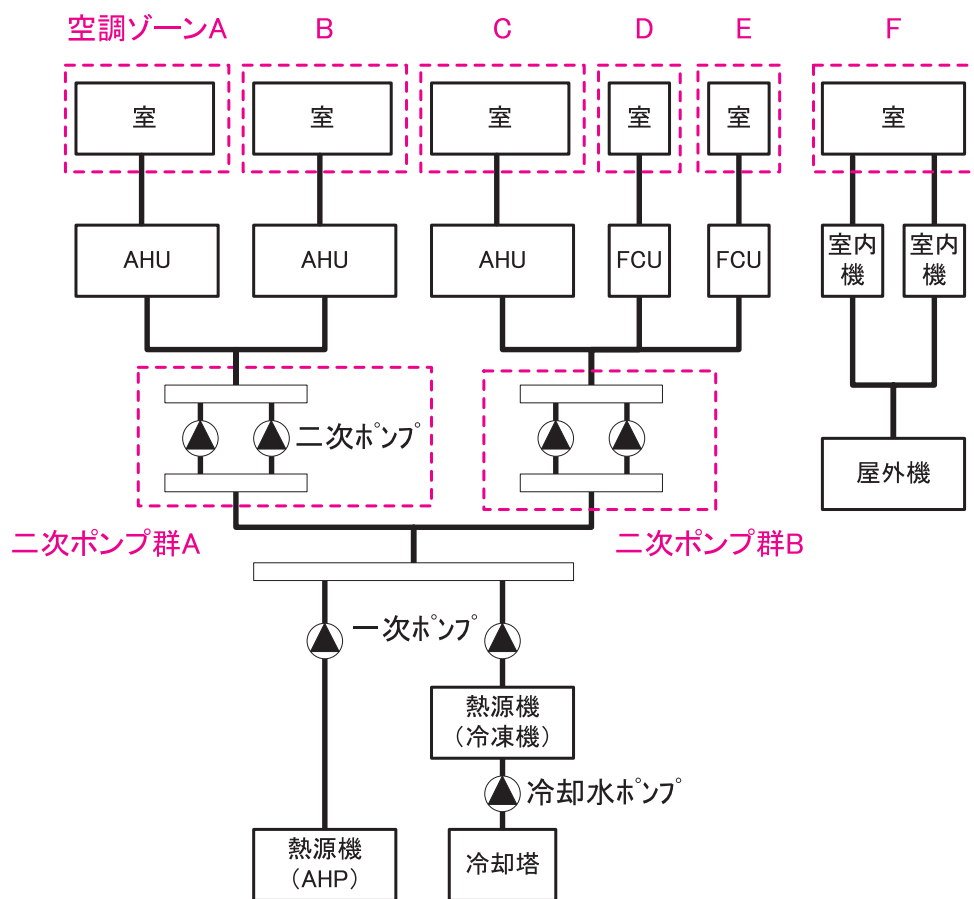 空調ゾーンA B C D E F
室 室 室 室 室 室
AHU AHU AHU FCU FCU 室内機 室内機
二次ポンプ
屋外機
二次ポンプ群A 二次ポンプ群B
一次ポンプ
熱源機
（冷凍機）
冷却水ポンプ
熱源機
(AHP)
冷却塔